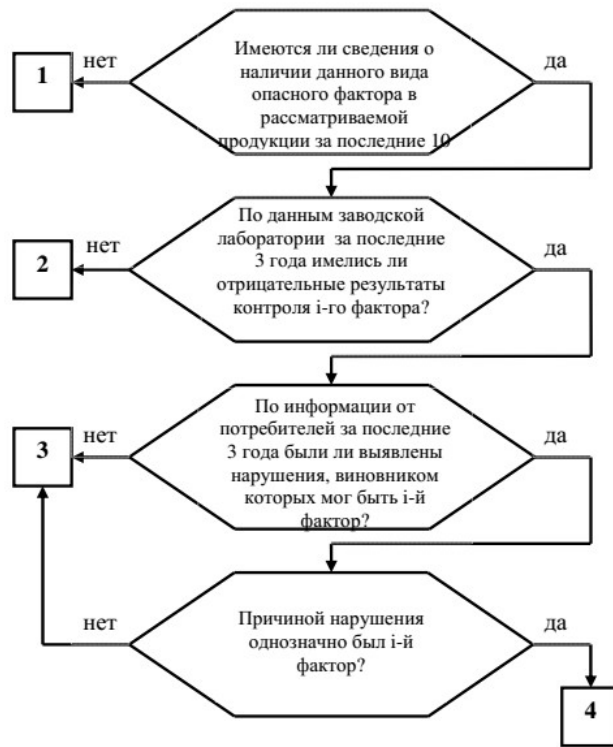 нет
да
1
Имеются ли сведения о
наличии данного вида
опасного фактора в
рассматриваемой
продукции за последние 10
нет
да
2
По данным заводской
лаборатории за последние
3 года имелись ли
отрицательные результаты
контроля i-го фактора?
нет
да
3
По информации от
потребителей за последние
3 года были ли выявлены
нарушения, виновником
которых мог быть i-й
фактор?
нет
да
Причиной нарушения
однозначно был i-й
фактор?
4